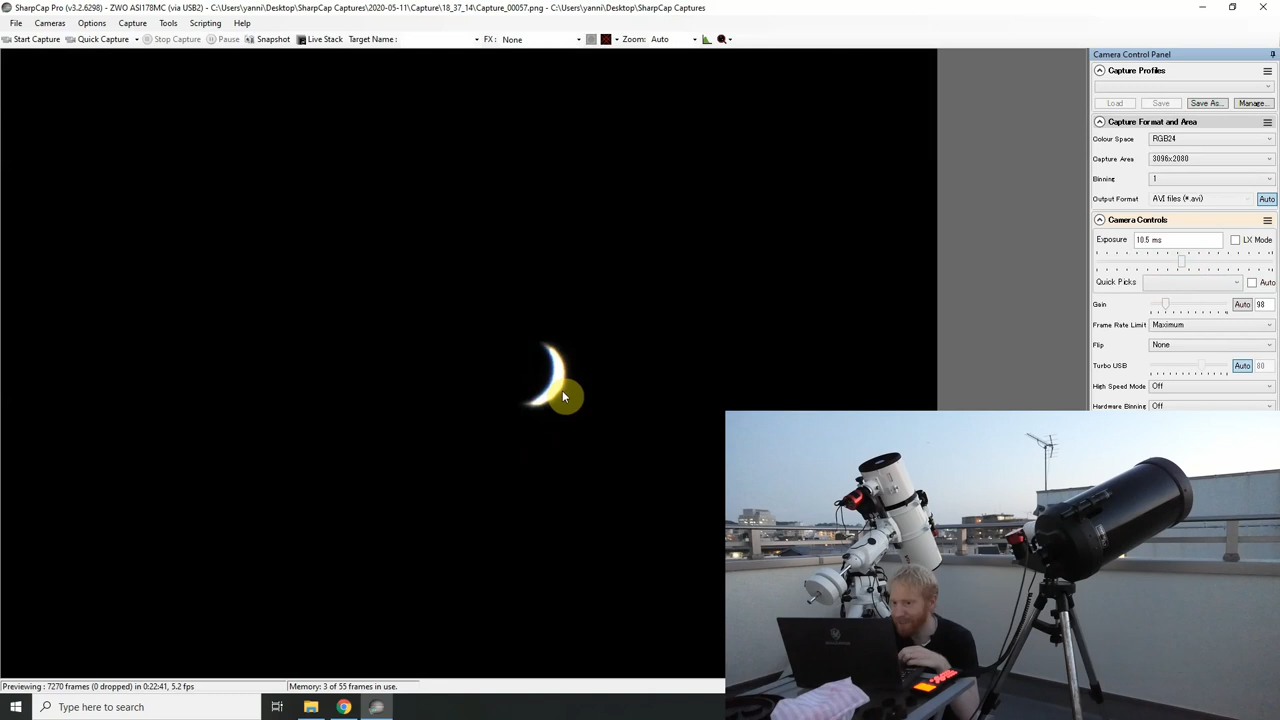 SharpCap Pro (v3.2.6298) - ZWO ASI178MC (via USB2) - C:\Users\yanni\Desktop\SharpCap Captures\2020-05-11\Capture\18_37_14\Capture_00057.png - C:\Users\yanni\Desktop\SharpCap Captures
File Cameras Options Capture Tools Scripting Help
Start Capture Quick Capture Stop Capture Pause Snapshot Live Stack Target Name : FX: None Zoom: Auto
Camera Control Panel
Capture Profiles
Load Save Save As... Manage...
Capture Format and Area
Colour Space RGB24
Capture Area 3096x2080
Binning 1
Output Format AVI files (*.avi) Auto
Camera Controls
Exposure 10.5 ms LX Mode
Quick Picks Auto
Gain Auto 98
Frame Rate Limit Maximum
Flip None
Turbo USB Auto 80
High Speed Mode Off
Hardware Binning Off
Previewing : 7270 frames (0 dropped) in 0:22:41, 5.2 fps Memory: 3 of 55 frames in use.
Type here to search